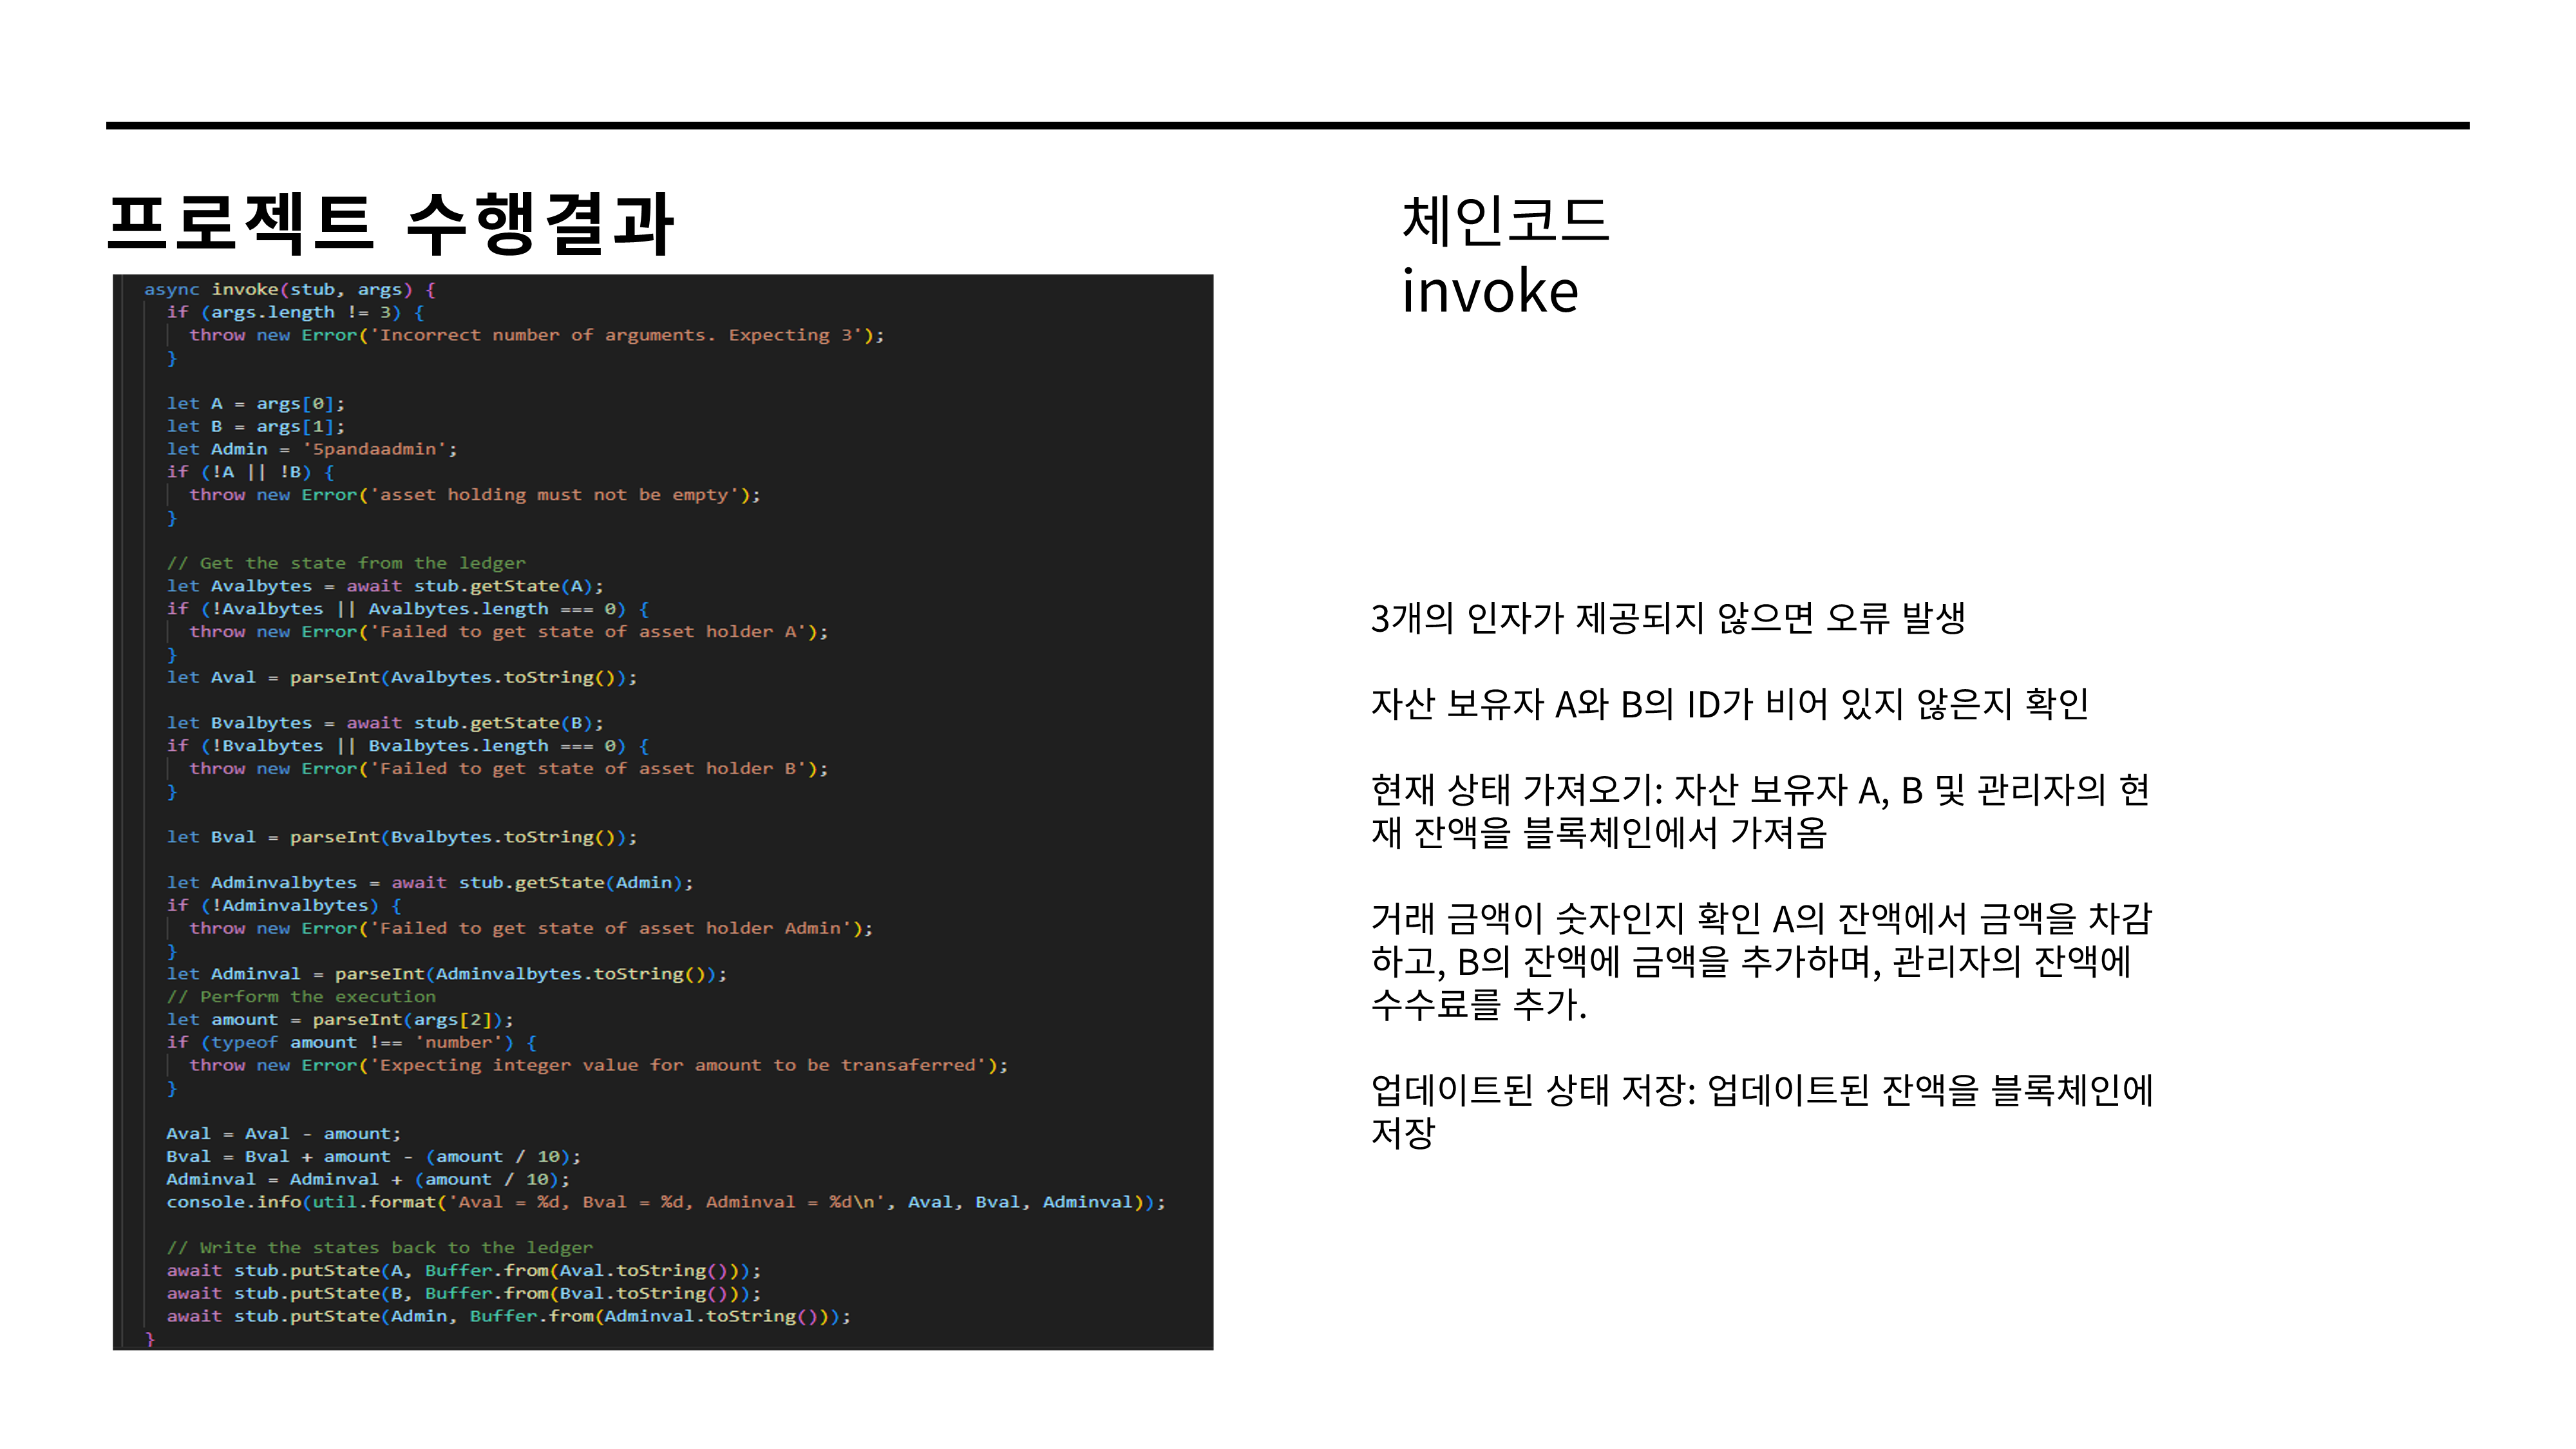 프로젝트 수행결과
async invoke(stub, args) {
if (args.length != 3) {
throw new Error('Incorrect number of arguments. Expecting 3');
}
let A = args[0];
let B = args[1];
let Admin = '5pandaadmin';
if (!A || !B) {
throw new Error('asset holding must not be empty');
}
// Get the state from the ledger
let Avalbytes = await stub.getState(A);
if (!Avalbytes || Avalbytes.length === 0) {
throw new Error('Failed to get state of asset holder A');
}
let Aval = parseInt(Avalbytes.toString());
let Bvalbytes = await stub.getState(B);
if (!Bvalbytes || Bvalbytes.length === 0) {
throw new Error('Failed to get state of asset holder B');
}
let Bval = parseInt(Bvalbytes.toString());
let Adminvalbytes = await stub.getState(Admin);
if (!Adminvalbytes) {
throw new Error('Failed to get state of asset holder Admin');
}
let Adminval = parseInt(Adminvalbytes.toString());
// Perform the execution
let amount = parseInt(args[2]);
if (typeof amount !== 'number') {
throw new Error('Expecting integer value for amount to be transaferred');
}
Aval = Aval - amount;
Bval = Bval + amount - (amount / 10);
Adminval = Adminval + (amount / 10);
console.info(util.format('Aval = %d, Bval = %d, Adminval = %d\n', Aval, Bval, Adminval));
// Write the states back to the ledger
await stub.putState(A, Buffer.from(Aval.toString()));
await stub.putState(B, Buffer.from(Bval.toString()));
await stub.putState(Admin, Buffer.from(Adminval.toString()));
}
체인코드
invoke
3개의 인자가 제공되지 않으면 오류 발생
자산 보유자 A와 B의 ID가 비어 있지 않은지 확인
현재 상태 가져오기: 자산 보유자 A, B 및 관리자의 현
재 잔액을 블록체인에서 가져옴
거래 금액이 숫자인지 확인 A의 잔액에서 금액을 차감
하고, B의 잔액에 금액을 추가하며, 관리자의 잔액에
수수료를 추가.
업데이트된 상태 저장: 업데이트된 잔액을 블록체인에
저장